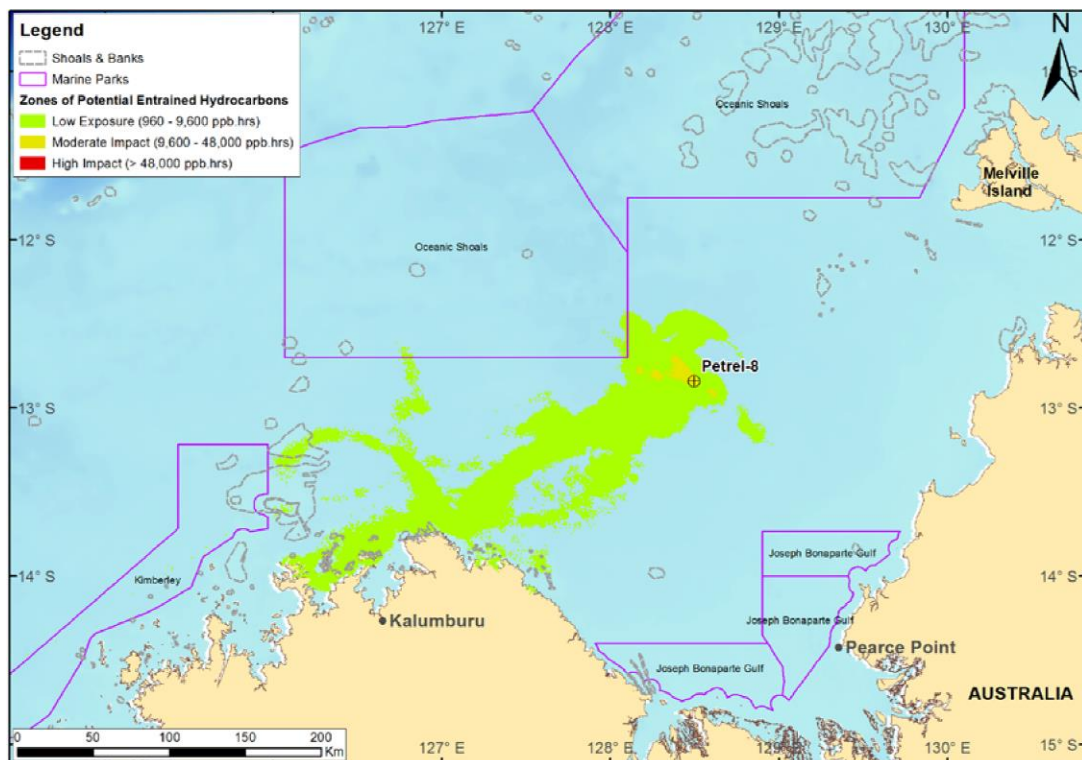 Legend
Shoals & Banks
Marine Parks
Zones of Potential Entrained Hydrocarbons
Low Exposure (960 - 9,600 ppb.hrs)
Moderate Impact (9,600 - 48,000 ppb.hrs)
High Impact (> 48,000 ppb.hrs)
127° E
128° E
129° E
130° E
N
Oceanic Shoals
Melville
Island
12° S
Oceanic Shoals
12° S
Petrel-8
13° S
13° S
Joseph Bonaparte Gulf
14° S
Kimberley
14° S
Kalumburu
Joseph Bonaparte Gulf
Pearce Point
Joseph Bonaparte Gulf
AUSTRALIA
0 50 100 150 200
Km
127° E
128° E
129° E
130° E
15° S